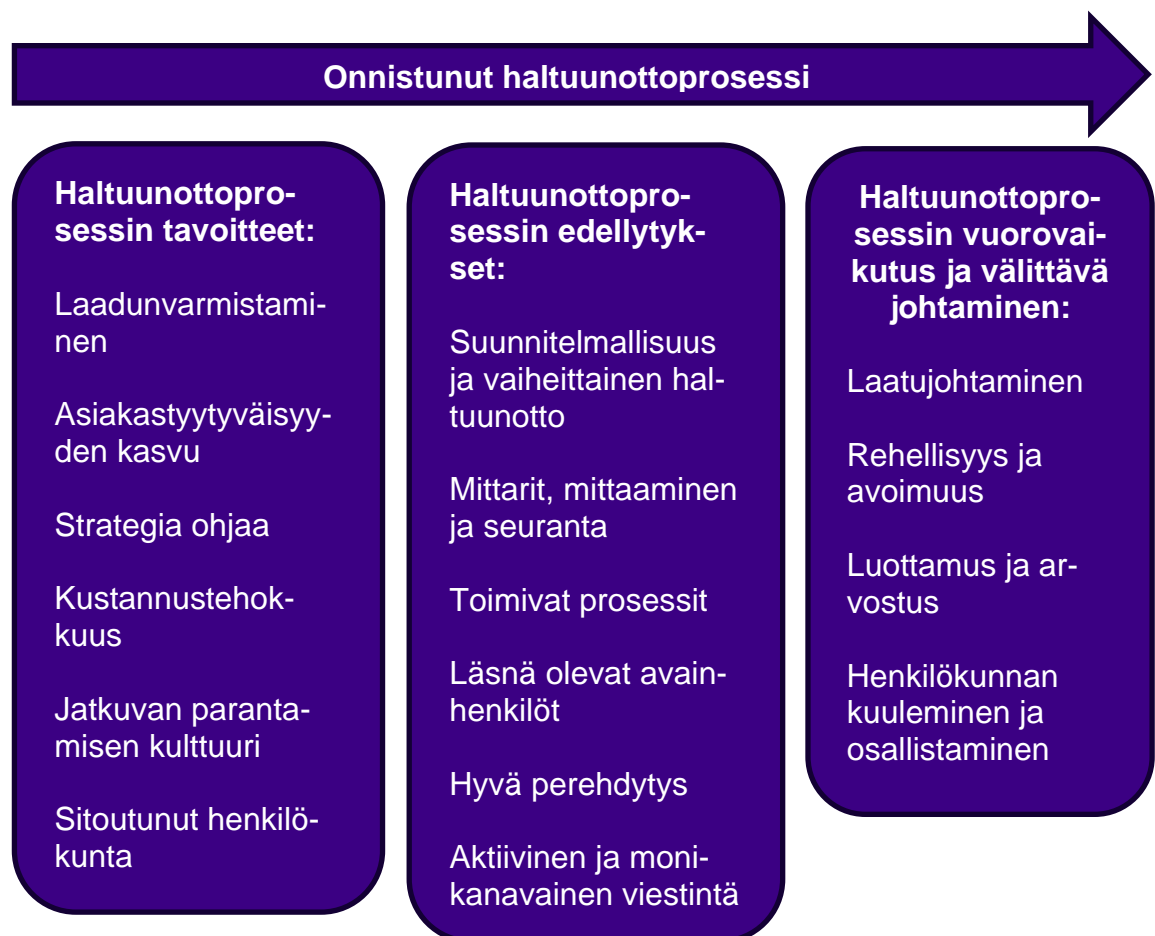 Onnistunut haltuunottoprosessi
Haltuunottopro-
sessin tavoitteet:
Laadunvarmistami-
nen
Asiakastyytyväisyy-
den kasvu
Strategia ohjaa
Kustannustehok-
kuus
Jatkuvan paranta-
misen kulttuuri
Sitoutunut henkilö-
kunta
Haltuunottopro-
sessin edellytyk-
set:
Suunnitelmallisuus
ja vaiheittainen hal-
tuunotto
Mittarit, mittaaminen
ja seuranta
Toimivat prosessit
Läsnä olevat avain-
henkilöt
Hyvä perehdytys
Aktiivinen ja moni-
kanavainen viestintä
Haltuunottopro-
sessin vuorovai-
kutus ja välittävä
johtaminen:
Laatujohtaminen
Rehellisyys ja
avoimuus
Luottamus ja ar-
vostus
Henkilökunnan
kuuleminen ja
osallistaminen